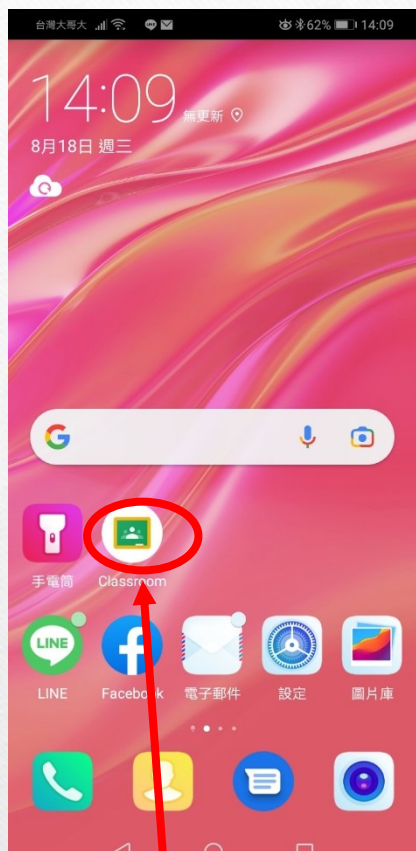 台灣大哥大 62% 14:09
14:09 無更新
8月18日 週三
G
手電筒 Classroom
LINE
LINE Facebook 電子郵件 設定 圖片庫